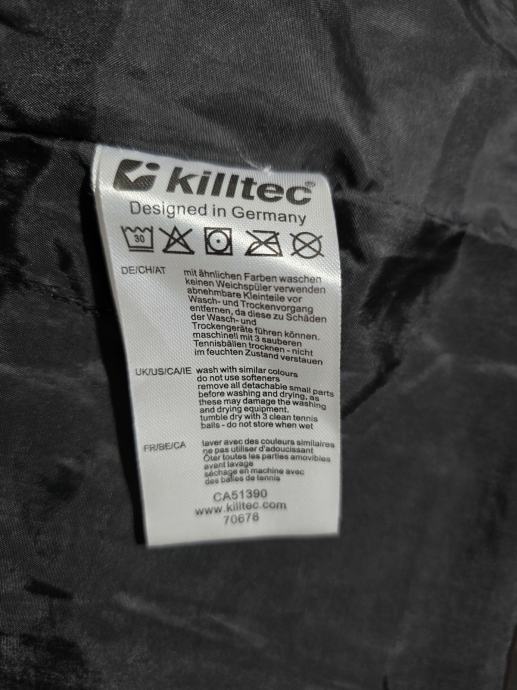 killtec®
Designed in Germany
30
DE/CH/AT mit ähnlichen Farben waschen
keinen Weichspüler verwenden
abnehmbare Kleinteile vor
Wasch- und Trockenvorgang
entfernen, da diese zu Schäden
der Wasch- und
Trockengeräte führen können.
maschinell mit 3 sauberen
Tennisbällen trocknen - nicht
im feuchten Zustand verstauen
UK/US/CA/IE wash with similar colours
do not use softeners
remove all detachable small parts
before washing and drying, as
these may damage the washing
and drying equipment.
tumble dry with 3 clean tennis
balls - do not store when wet
FR/BE/CA laver avec des couleurs similaires
ne pas utiliser d'adoucissant
Ôter toutes les parties amovibles
avant lavage
séchage en machine avec
des balles de tennis
CA51390
www.killtec.com
70678